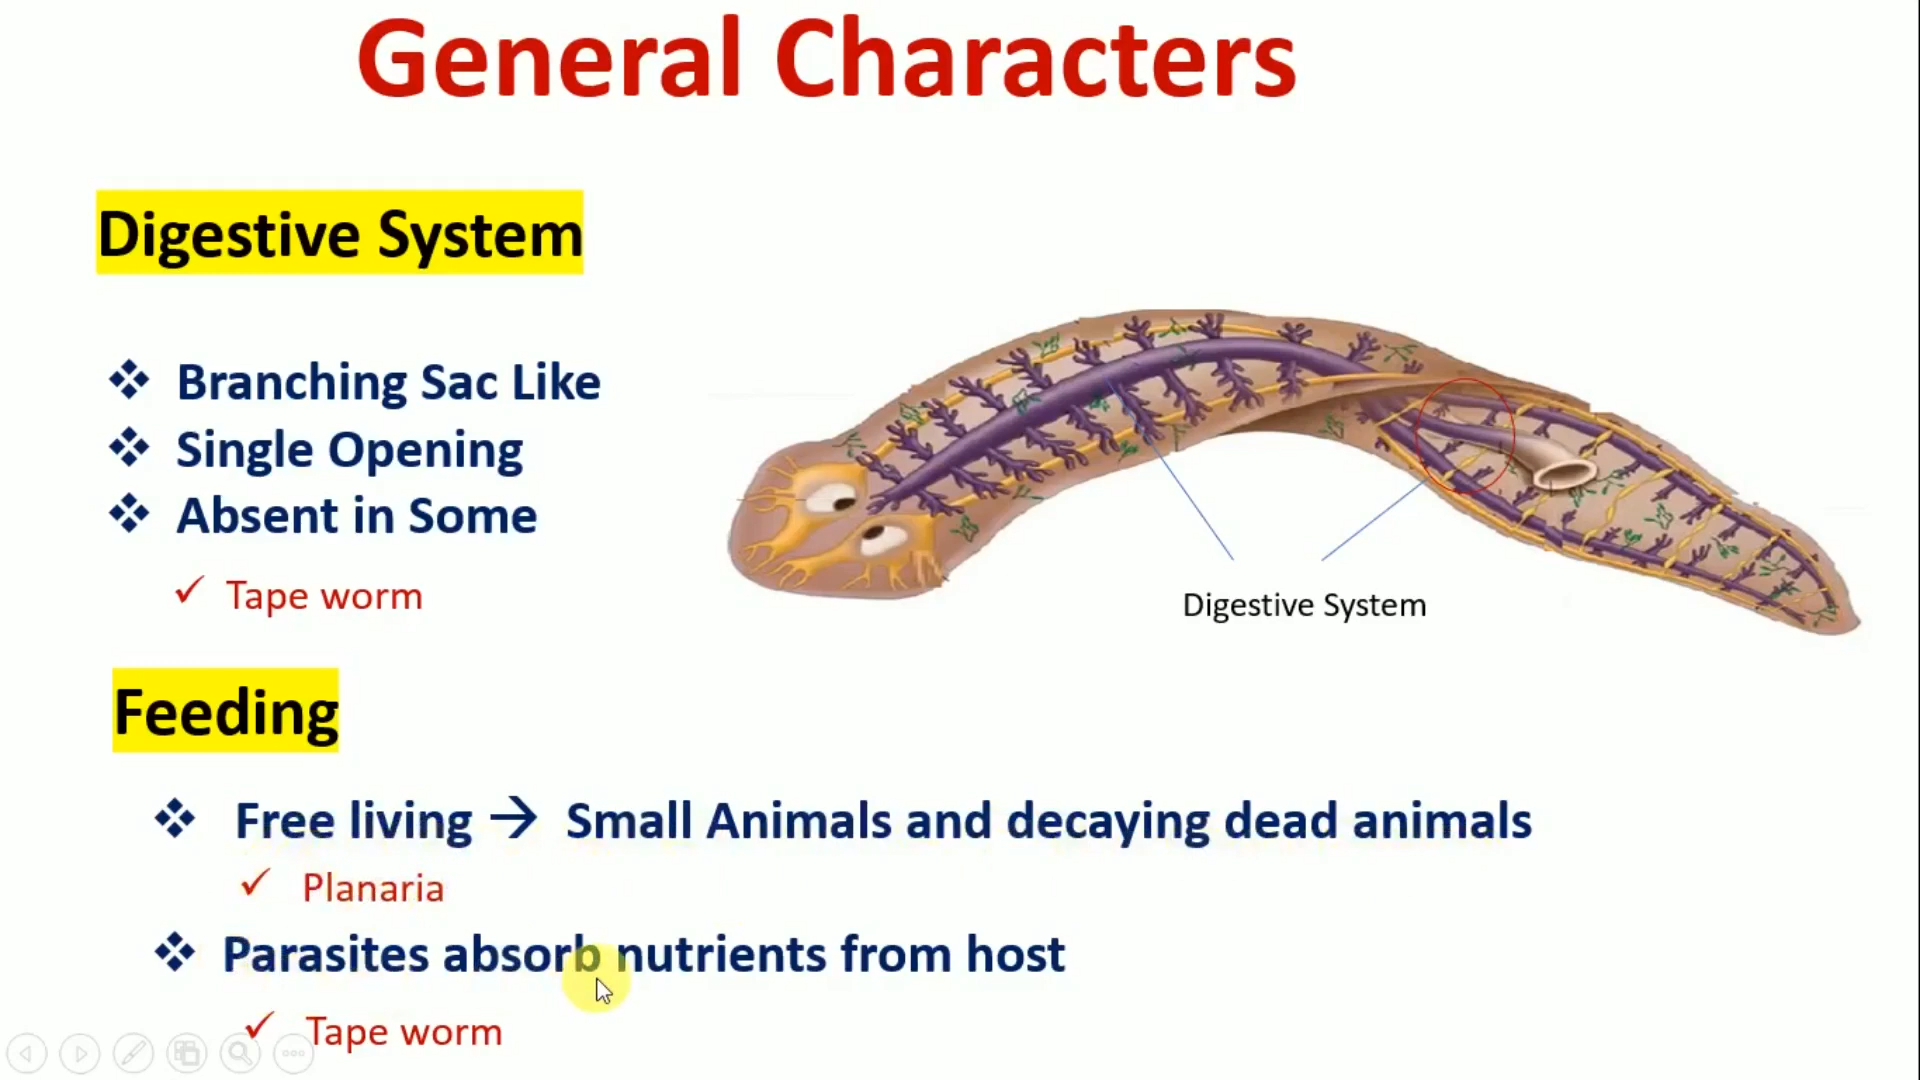 General Characters
Digestive System
Branching Sac Like
Single Opening
Absent in Some
Tape worm
Digestive System
Feeding
Free living → Small Animals and decaying dead animals
Planaria
Parasites absorb nutrients from host
Tape worm